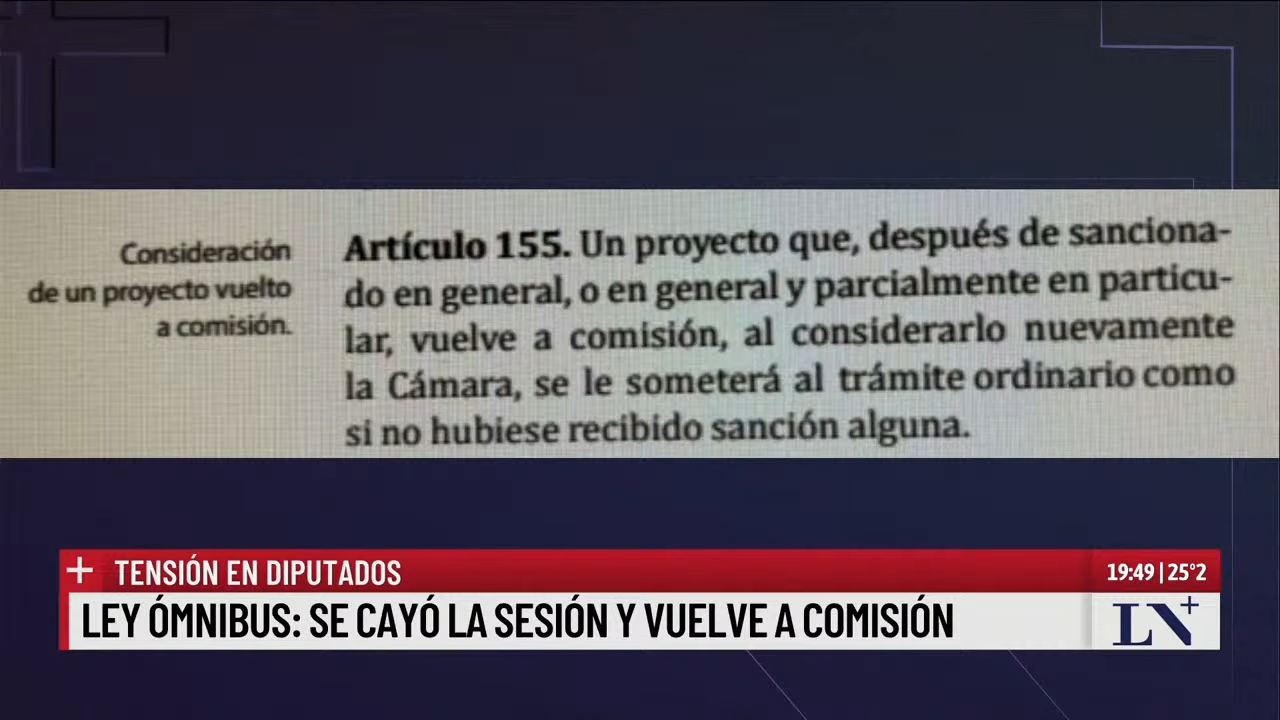 Consideración
de un proyecto vuelto
a comisión.
Artículo 155. Un proyecto que, después de sanciona-
do en general, o en general y parcialmente en particu-
lar, vuelve a comisión, al considerarlo nuevamente
la Cámara, se le someterá al trámite ordinario como
si no hubiese recibido sanción alguna.
+ TENSIÓN EN DIPUTADOS
19:49 | 25°2
LEY ÓMNIBUS: SE CAYÓ LA SESIÓN Y VUELVE A COMISIÓN
LN+